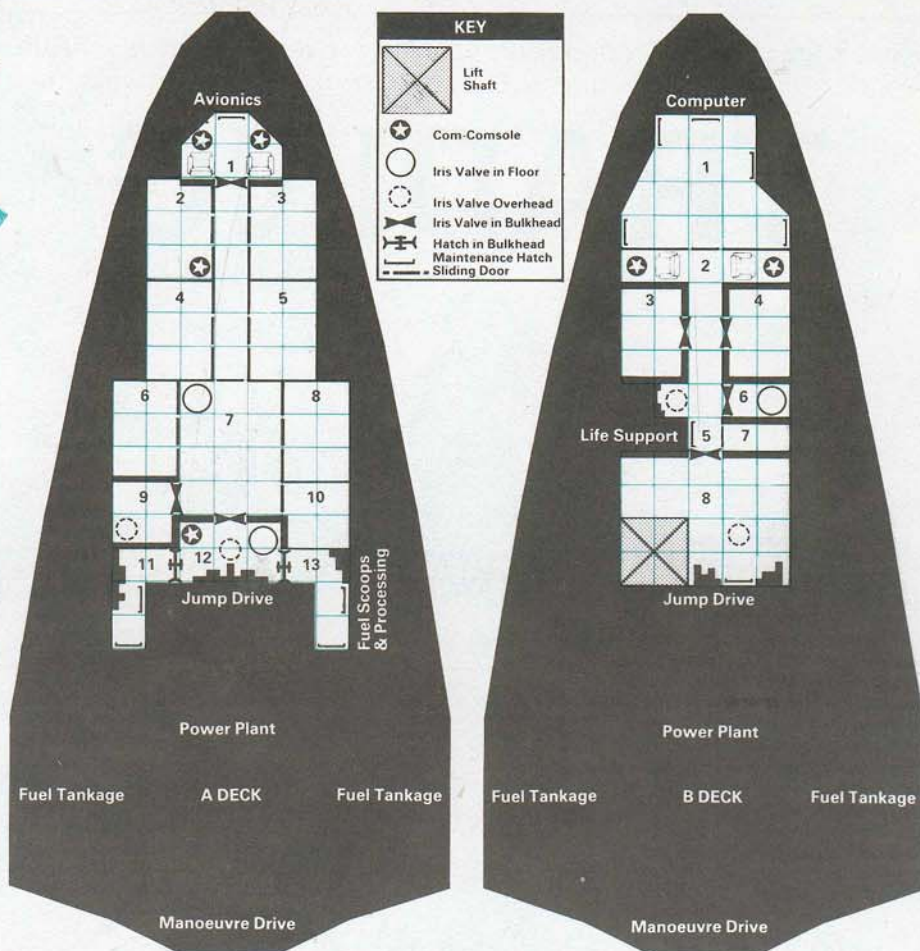 KEY
Lift
Shaft
Com-Comsole
Iris Valve in Floor
Iris Valve Overhead
Iris Valve in Bulkhead
Hatch in Bulkhead
Maintenance Hatch
Sliding Door
Avionics
1
2
3
4
5
6
7
8
9
10
11
12
13
Jump Drive
Fuel Scoops
& Processing
Power Plant
Fuel Tankage
A DECK
Fuel Tankage
Manoeuvre Drive
Computer
1
2
3
4
6
Life Support
5
7
8
Jump Drive
Power Plant
Fuel Tankage
B DECK
Fuel Tankage
Manoeuvre Drive